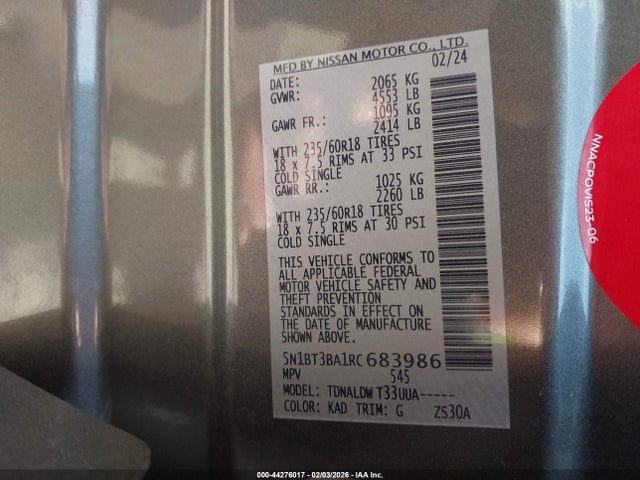 MFD BY NISSAN MOTOR CO., LTD.
DATE: 02/24
GVWR: 2065 KG
4553 LB
GAWR FR.: 1095 KG
2414 LB
WITH 235/60R18 TIRES
18 x 7.5 RIMS AT 33 PSI
COLD SINGLE
GAWR RR.: 1025 KG
2260 LB
WITH 235/60R18 TIRES
18 x 7.5 RIMS AT 30 PSI
COLD SINGLE
THIS VEHICLE CONFORMS TO
ALL APPLICABLE FEDERAL
MOTOR VEHICLE SAFETY AND
THEFT PREVENTION
STANDARDS IN EFFECT ON
THE DATE OF MANUFACTURE
SHOWN ABOVE.
5N1BT3BA1RC683986
MPV 545
MODEL: TDNALDW T33UUA-----
COLOR: KAD TRIM: G ZS30A
NNACPOVIS23-06
000-44276017 - 02/03/2026 - IAA Inc.